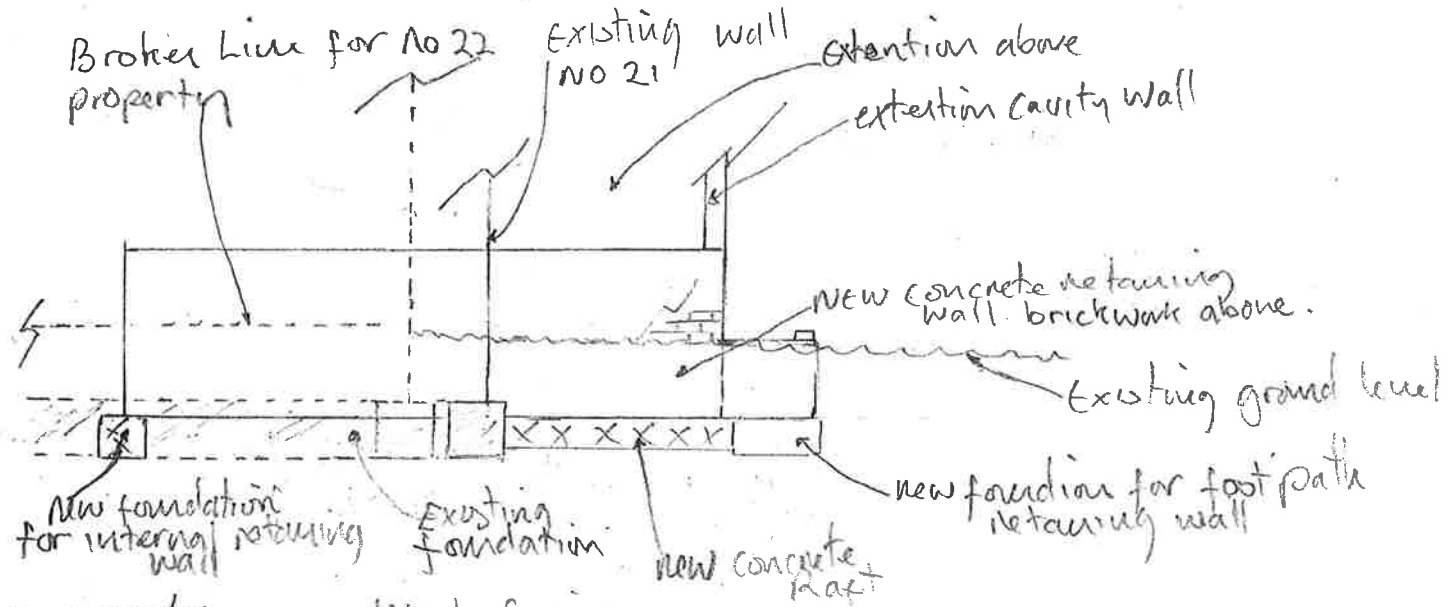 Broken Line for No 22
property
Existing wall
NO 21
extention above
extention cavity wall
NEW concrete retaining
wall. brickwork above.
Existing ground level
new foundion for foot path
retaining wall
new concrete
Raft
Existing
foundation
New foundation
for internal retaining
wall